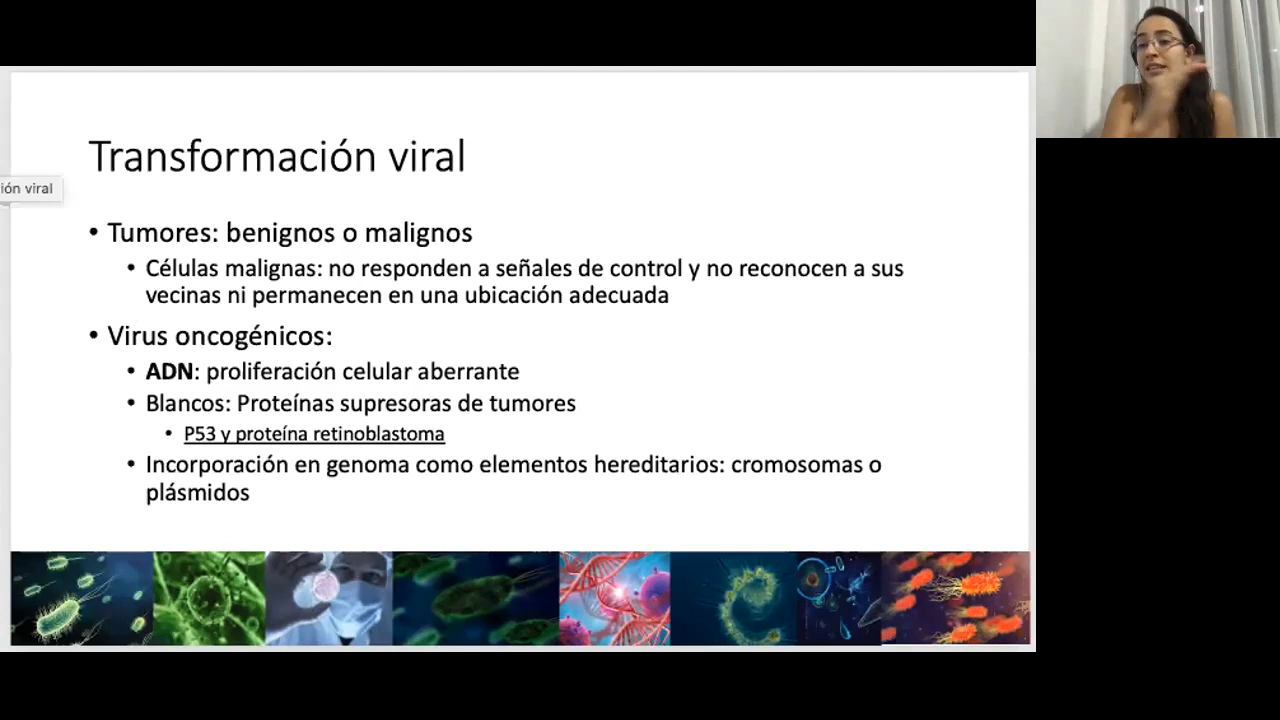 Transformación viral
ión viral
• Tumores: benignos o malignos
• Células malignas: no responden a señales de control y no reconocen a sus
vecinas ni permanecen en una ubicación adecuada
• Virus oncogénicos:
• ADN: proliferación celular aberrante
• Blancos: Proteínas supresoras de tumores
• P53 y proteína retinoblastoma
• Incorporación en genoma como elementos hereditarios: cromosomas o
plásmidos